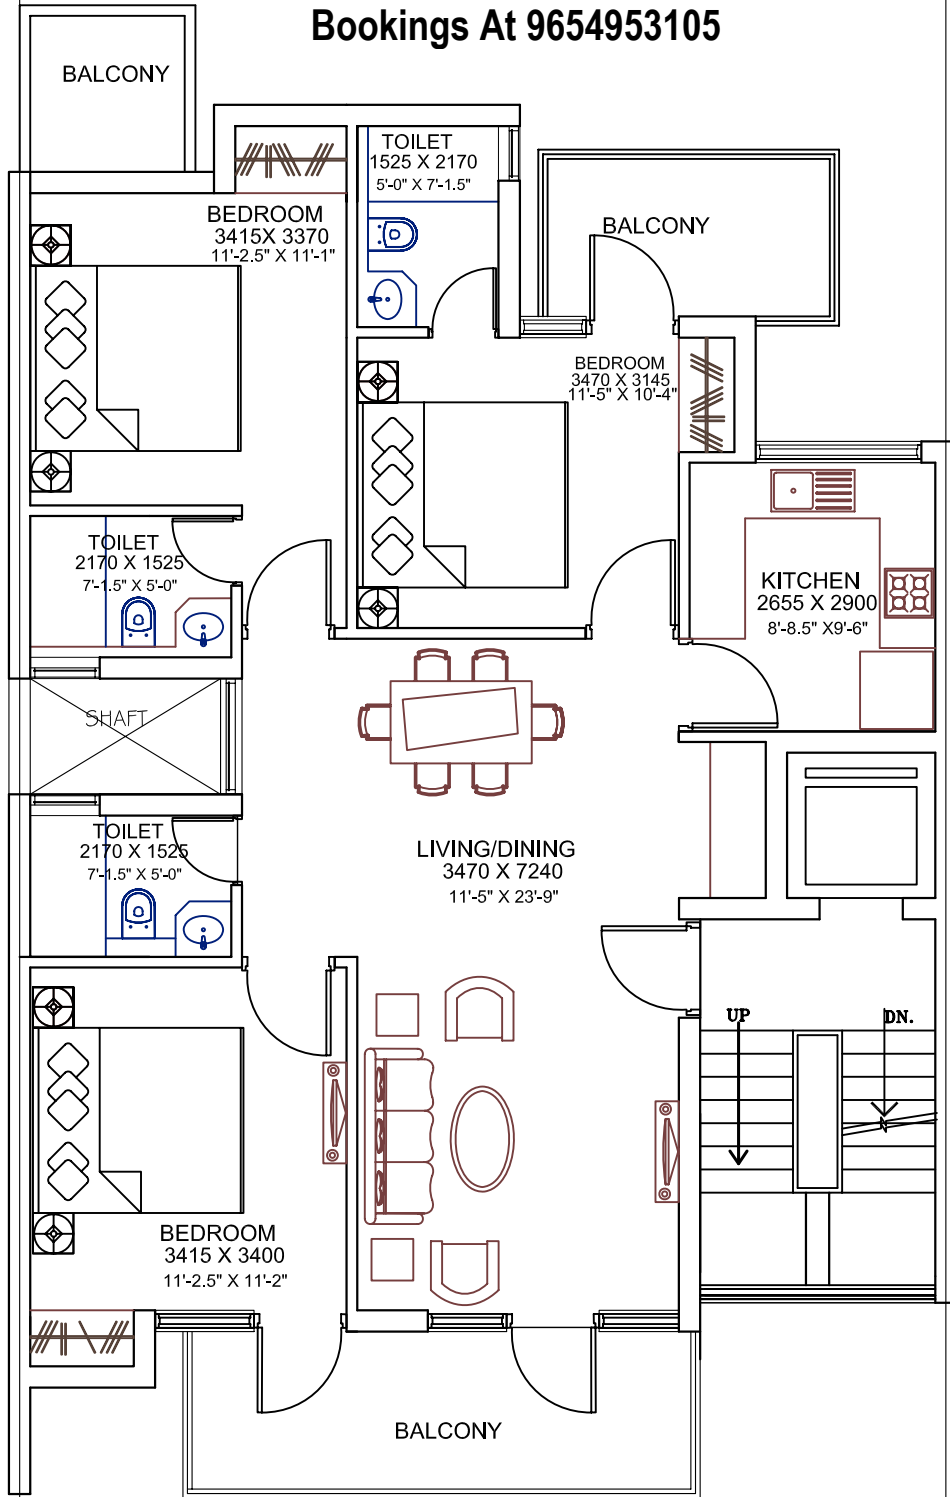 Bookings At 9654953105
BALCONY
TOILET
1525 X 2170
5'-0" X 7'-1.5"
BEDROOM
3415X 3370
11'-2.5" X 11'-1"
BALCONY
BEDROOM
3470 X 3145
11'-5" X 10'-4"
TOILET
2170 X 1525
7'-1.5" X 5'-0"
KITCHEN
2655 X 2900
8'-8.5" X9'-6"
SHAFT
TOILET
2170 X 1525
7'-1.5" X 5'-0"
LIVING/DINING
3470 X 7240
11'-5" X 23'-9"
UP
DN.
BEDROOM
3415 X 3400
11'-2.5" X 11'-2"
BALCONY